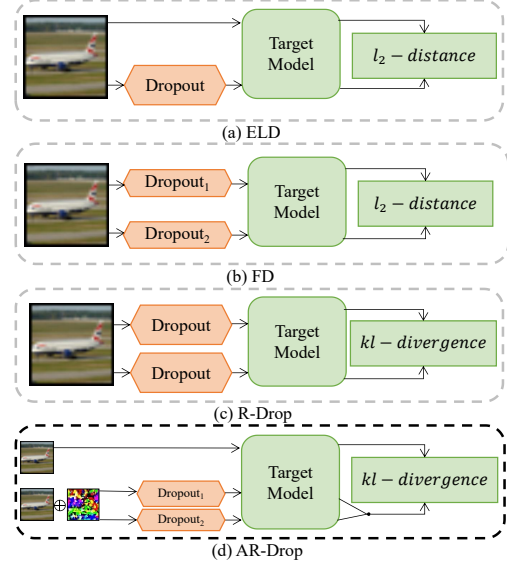 Target
Model
Dropout
l₂ − distance
(a) ELD
Dropout₁
Dropout₂
Target
Model
l₂ − distance
(b) FD
Dropout
Dropout
Target
Model
kl − divergence
(c) R-Drop
Dropout₁
Dropout₂
Target
Model
kl − divergence
(d) AR-Drop